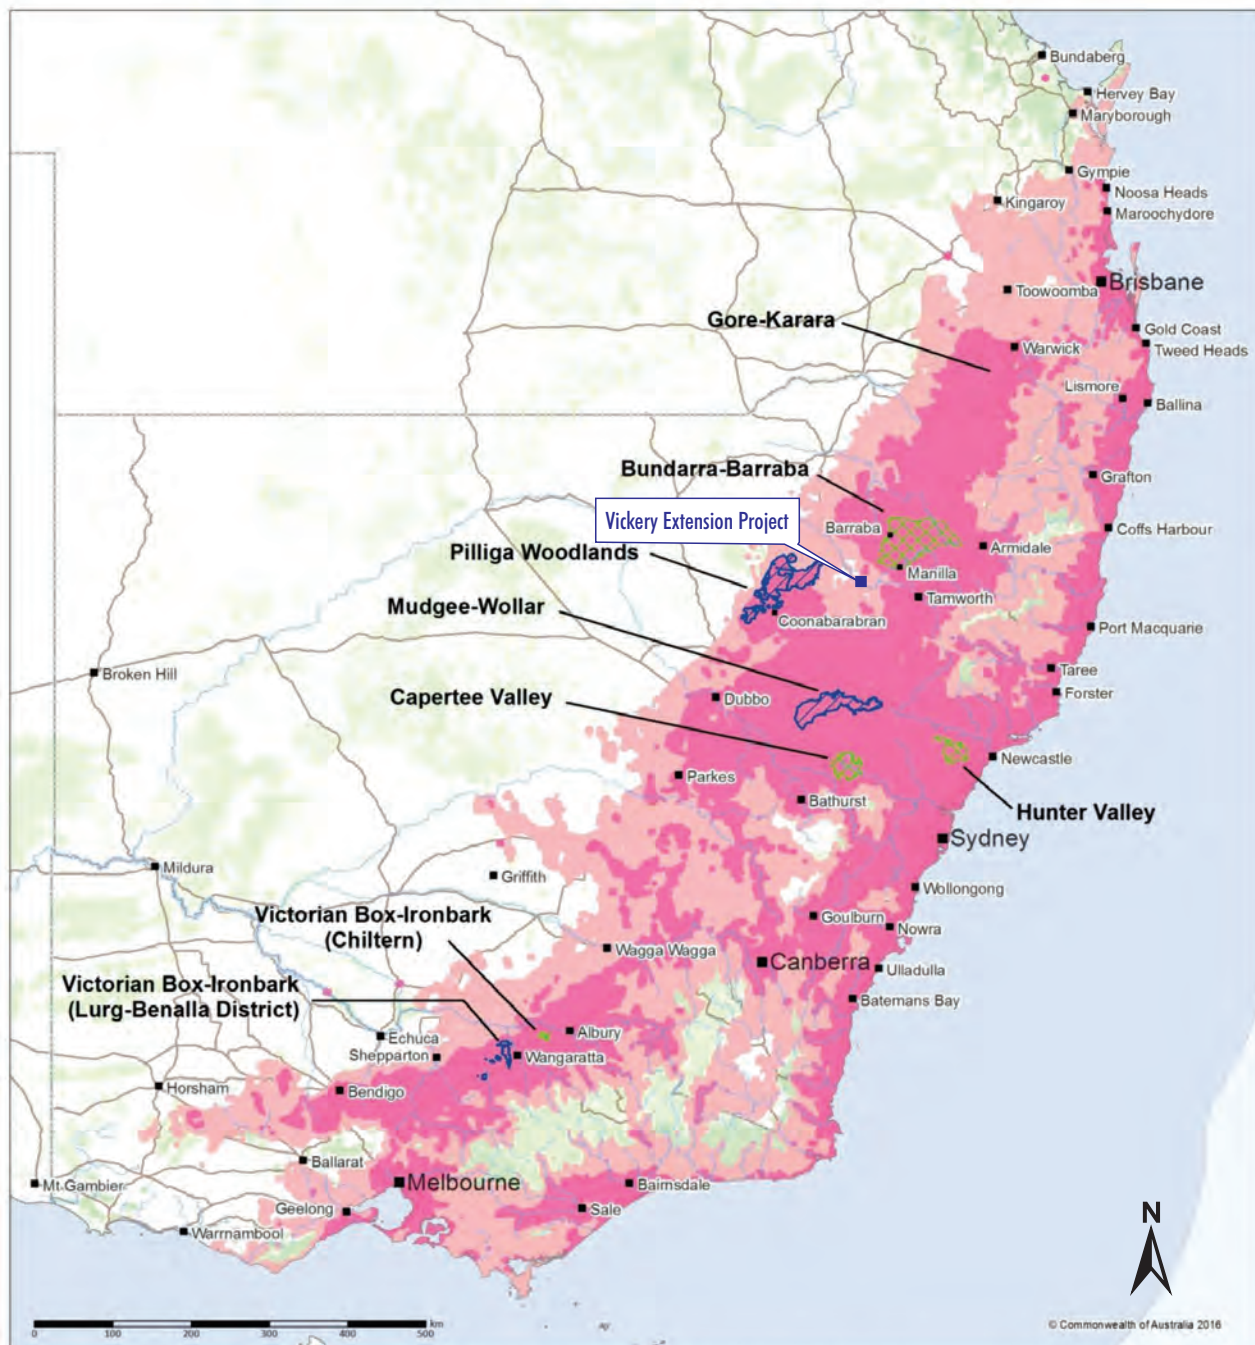 Bundaberg
Hervey Bay
Maryborough
Gympie
Noosa Heads
Kingaroy
Maroochydore
Brisbane
Toowoomba
Gore-Karara
Gold Coast
Warwick
Tweed Heads
Lismore
Ballina
Bundarra-Barraba
Grafton
Vickery Extension Project
Barraba
Coffs Harbour
Pilliga Woodlands
Armidale
Manilla
Tamworth
Mudgee-Wollar
Coonabarabran
Port Macquarie
Taree
Broken Hill
Forster
Capertee Valley
Dubbo
Newcastle
Parkes
Bathurst
Hunter Valley
Sydney
Mildura
Griffith
Wollongong
Victorian Box-Ironbark
(Chiltern)
Goulburn
Nowra
Wagga Wagga
Canberra
Ulladulla
Victorian Box-Ironbark
(Lurg-Benalla District)
Batemans Bay
Albury
Echuca
Shepparton
Wangaratta
Horsham
Bendigo
Ballarat
Mt Gambier
Melbourne
Bairnsdale
Geelong
Sale
Warrnambool
N
km
0 100 200 300 400 500
© Commonwealth of Australia 2016